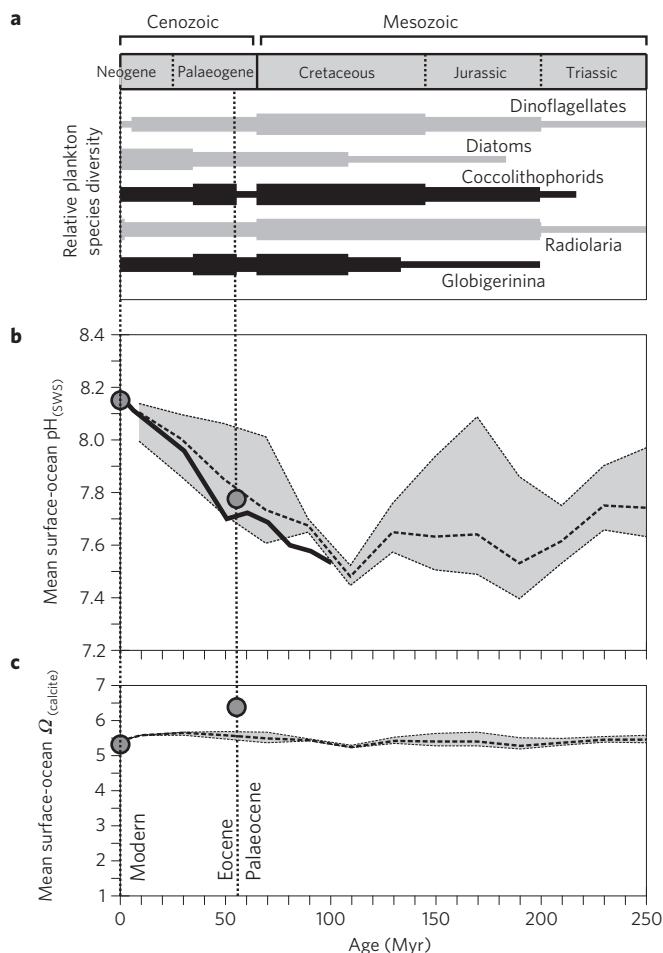 a
Cenozoic Mesozoic
Neogene Palaeogene Cretaceous Jurassic Triassic
Relative plankton
species diversity
Dinoflagellates
Diatoms
Coccolithophorids
Radiolaria
Globigerinina
b
Mean surface-ocean pH(SWS)
8.4
8.2
8.0
7.8
7.6
7.4
7.2
c
Mean surface-ocean Ω(calcite)
7
6
5
4
3
2
1
Modern
Eocene
Palaeocene
0 50 100 150 200 250
Age (Myr)